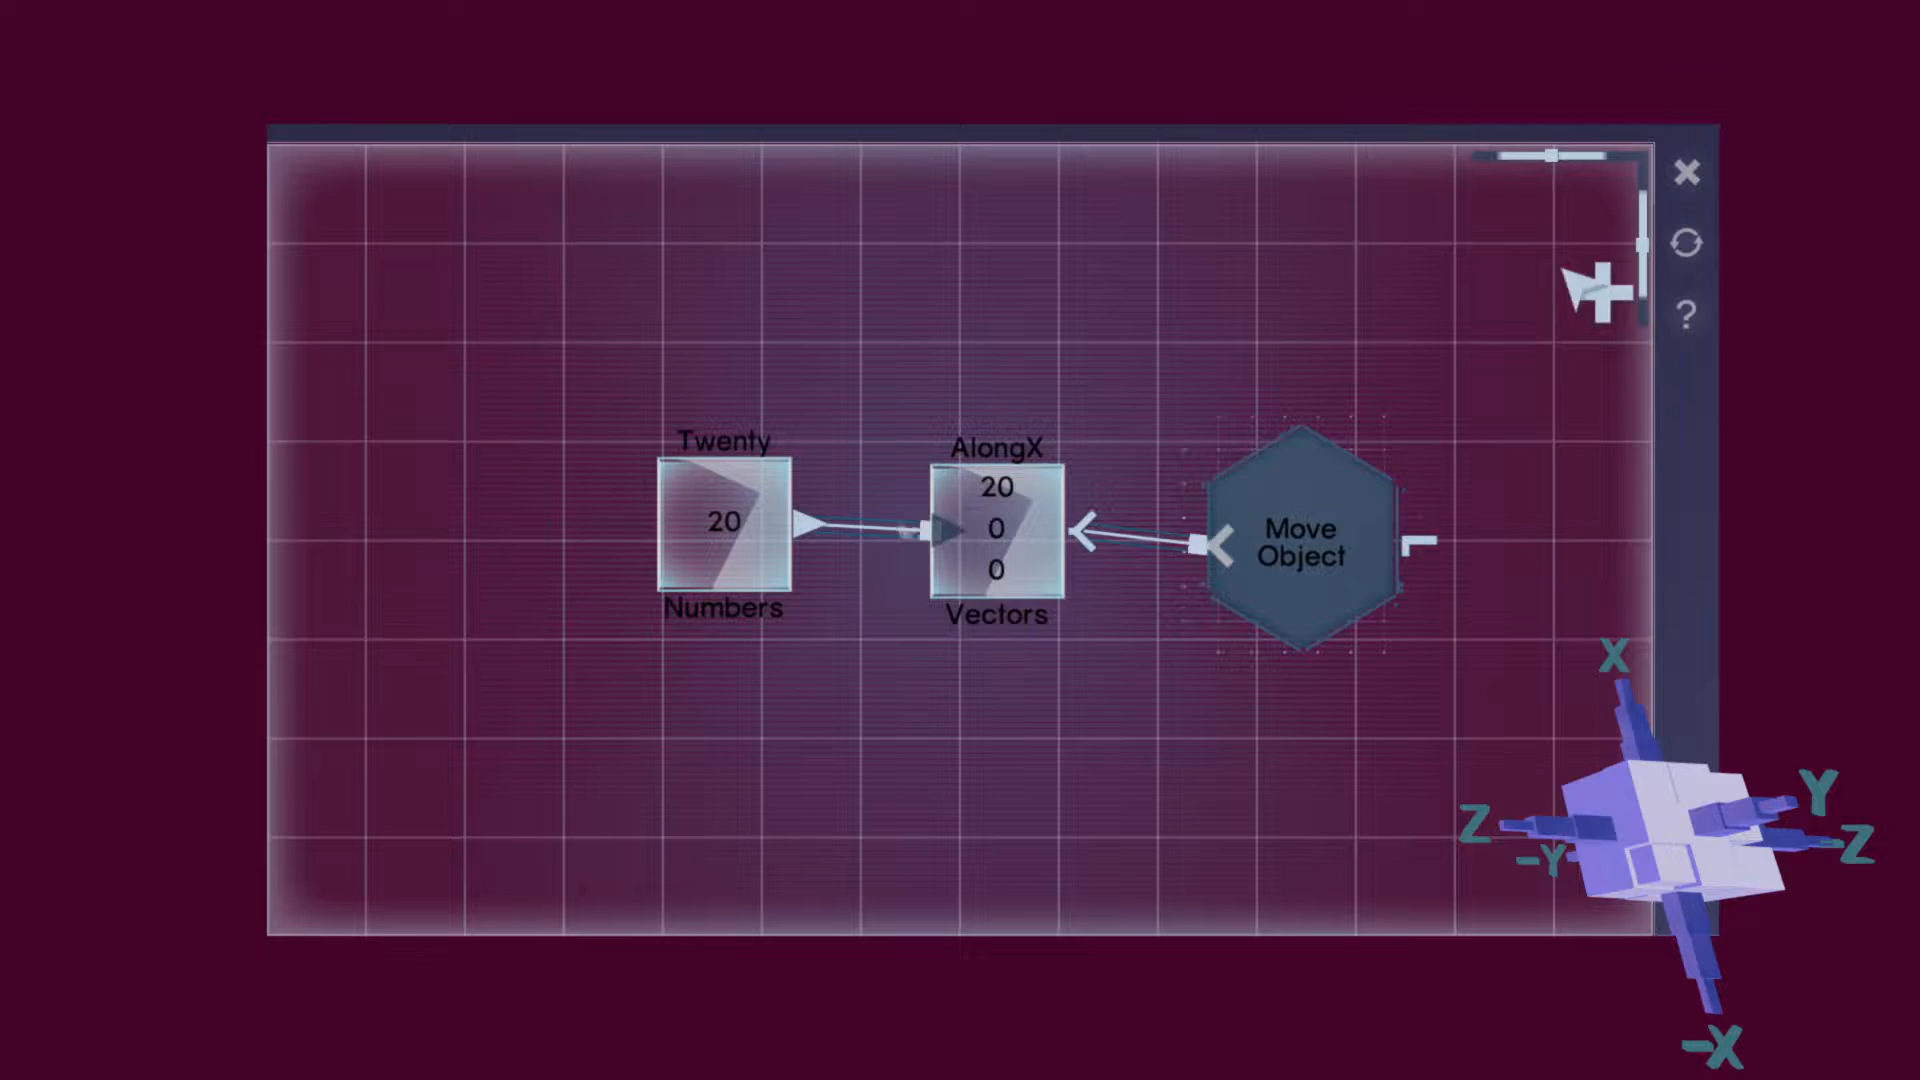 ?
Twenty
20
Numbers
AlongX
20
0
0
Vectors
Move
Object
X
Y
Z
Z
-Y
-X